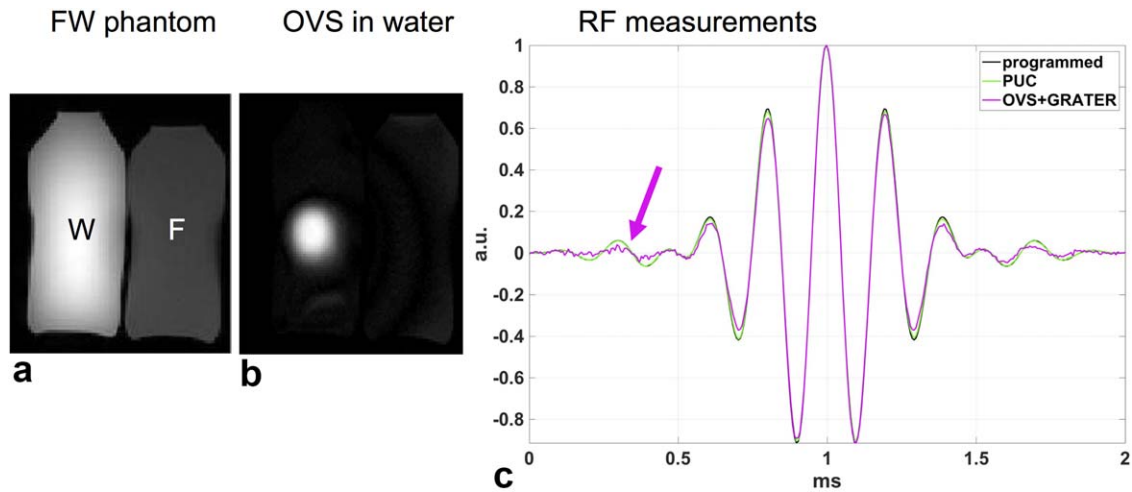 FW phantom
OVS in water
RF measurements
W
F
a
b
1
0.8
0.6
0.4
0.2
0
-0.2
-0.4
-0.6
-0.8
a.u.
programmed
PUC
OVS+GRATER
0
0.5
1
1.5
2
ms
c